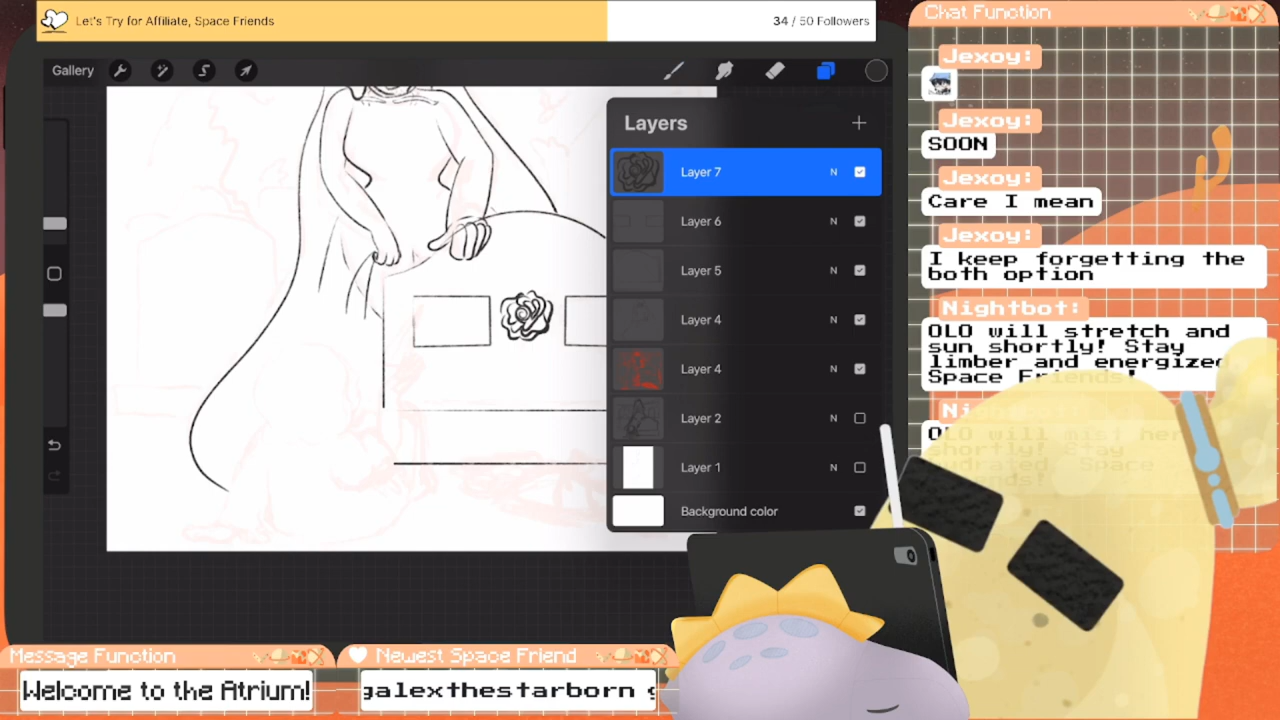 Let's Try for Affiliate, Space Friends
34 / 50 Followers
Gallery
Layers
Layer 7
N
Layer 6
N
Layer 5
N
Layer 4
N
Layer 4
N
Layer 2
N
Layer 1
N
Background color
Chat Function
Jexoy:
Jexoy:
SOON
Jexoy:
Care I mean
Jexoy:
I keep forgetting the
both option
Nightbot:
OLO will stretch and
sun shortly! Stay
limber and energized
Space Friends!
OLO will mist her
shortly! Stay
hydrated Space
Message Function
Welcome to the Atrium!
Newest Space Friend
galexthestarborn